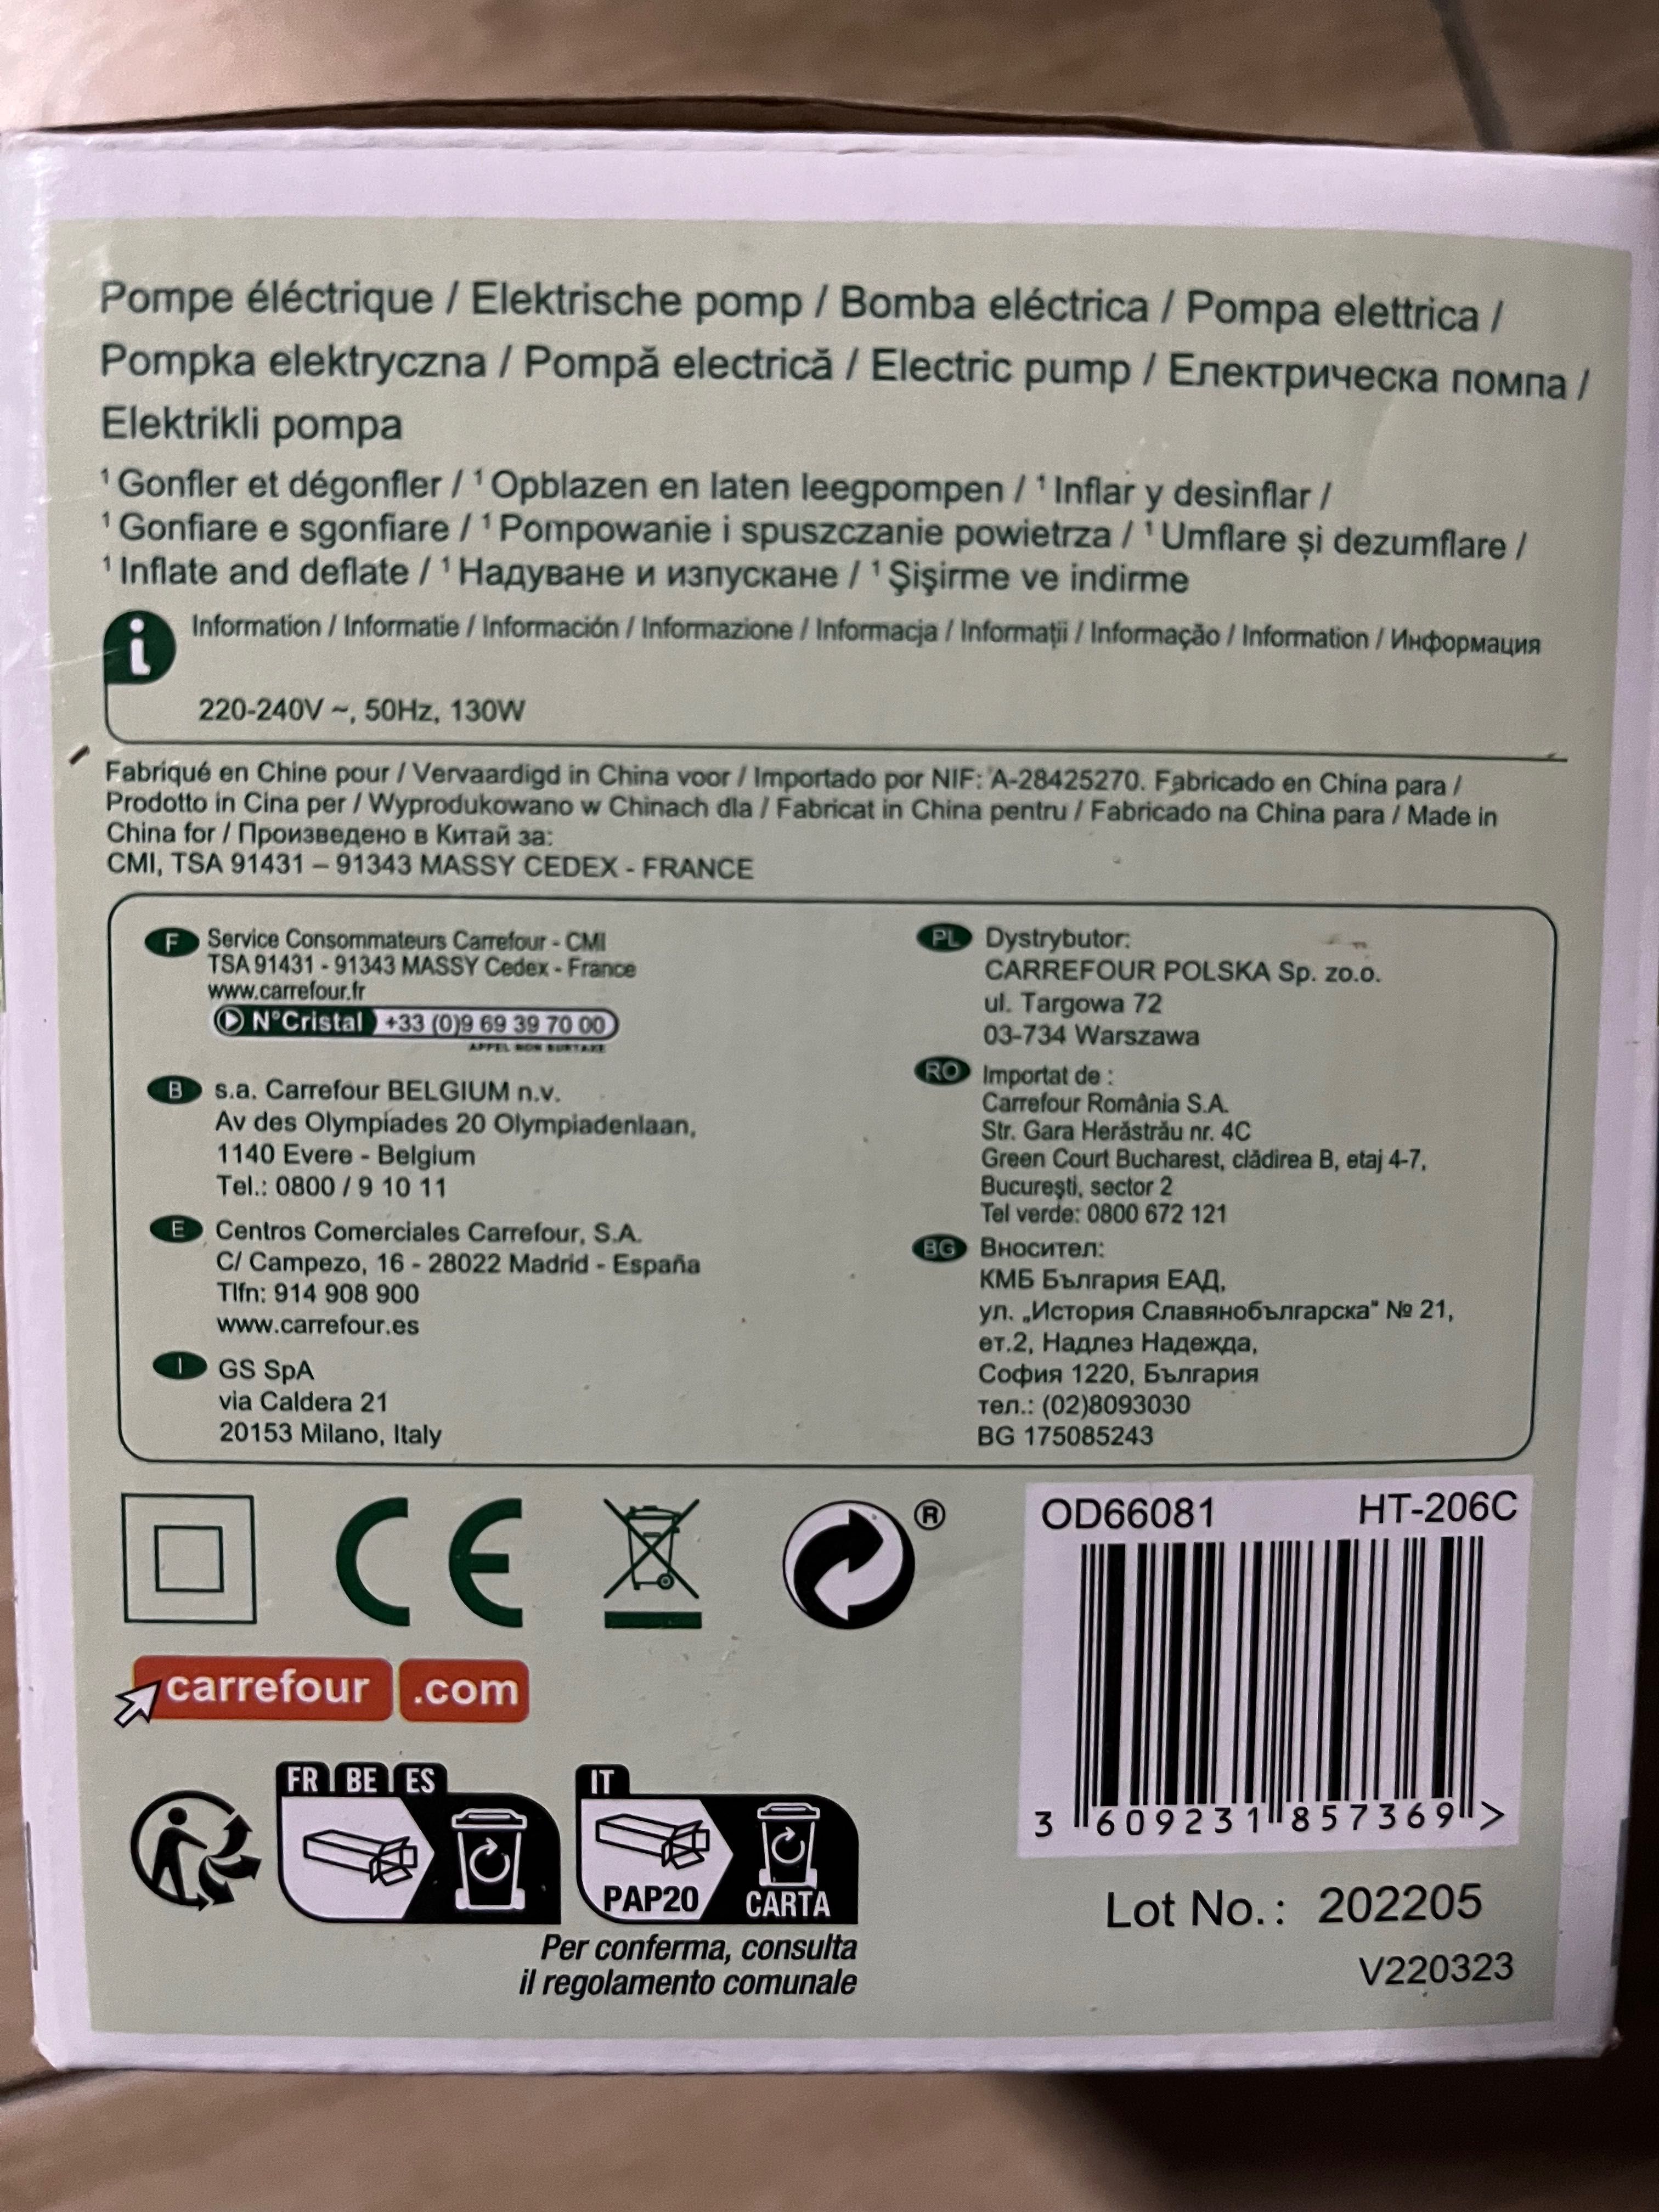 Pompe éléctrique / Elektrische pomp / Bomba eléctrica / Pompa elettrica /
Pompka elektryczna / Pompă electrică / Electric pump / Електрическа помпа /
Elektrikli pompa
¹ Gonfler et dégonfler / ¹ Opblazen en laten leegpompen / ¹ Inflar y desinflar /
¹ Gonfiare e sgonfiare / ¹ Pompowanie i spuszczanie powietrza / ¹ Umflare și dezumflare /
¹ Inflate and deflate / ¹ Надуване и изпускане / ¹ Şişirme ve indirme
i Information / Informatie / Información / Informazione / Informacja / Informații / Informação / Information / Информация
220-240V ~, 50Hz, 130W
Fabriqué en Chine pour / Vervaardigd in China voor / Importado por NIF: A-28425270. Fabricado en China para /
Prodotto in Cina per / Wyprodukowano w Chinach dla / Fabricat in China pentru / Fabricado na China para / Made in
China for / Произведено в Китай за:
CMI, TSA 91431 – 91343 MASSY CEDEX - FRANCE
F Service Consommateurs Carrefour - CMI
TSA 91431 - 91343 MASSY Cedex - France
www.carrefour.fr
N°Cristal +33 (0)9 69 39 70 00
APPEL NON SURTAXE
B s.a. Carrefour BELGIUM n.v.
Av des Olympiades 20 Olympiadenlaan,
1140 Evere - Belgium
Tel.: 0800 / 9 10 11
E Centros Comerciales Carrefour, S.A.
C/ Campezo, 16 - 28022 Madrid - España
Tlfn: 914 908 900
www.carrefour.es
I GS SpA
via Caldera 21
20153 Milano, Italy
PL Dystrybutor:
CARREFOUR POLSKA Sp. zo.o.
ul. Targowa 72
03-734 Warszawa
RO Importat de :
Carrefour România S.A.
Str. Gara Herăstrău nr. 4C
Green Court Bucharest, clădirea B, etaj 4-7,
București, sector 2
Tel verde: 0800 672 121
BG Вносител:
КМБ България ЕАД,
ул. „История Славянобългарска" № 21,
ет.2, Надлез Надежда,
София 1220, България
тел.: (02)8093030
BG 175085243
CE
®
OD66081 HT-206C
3 609231 857369 >
carrefour .com
FR BE ES
IT
PAP20 CARTA
Per conferma, consulta
il regolamento comunale
Lot No.: 202205
V220323